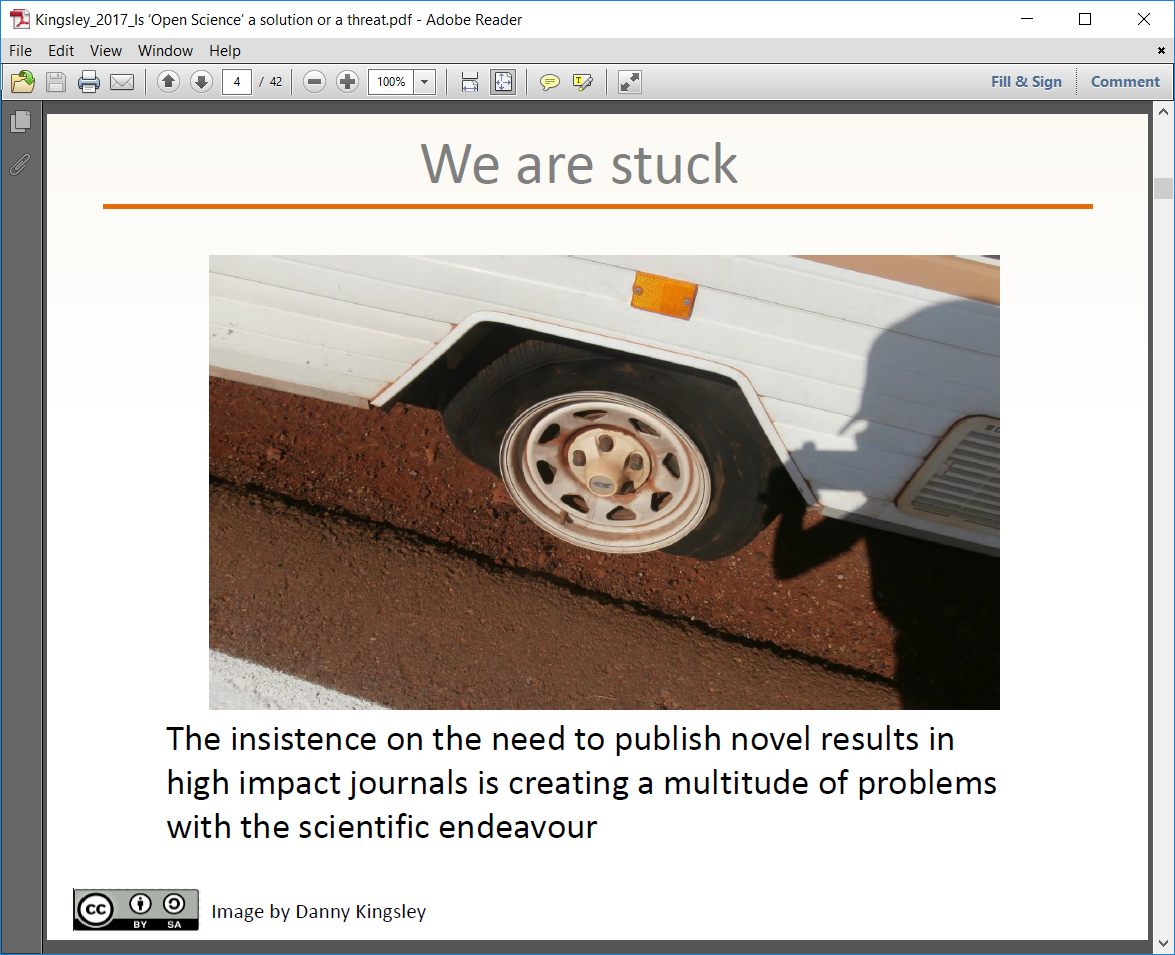 Kingsley_2017_Is ‘Open Science’ a solution or a threat.pdf - Adobe Reader
File Edit View Window Help
4 / 42 100% Fill & Sign Comment
We are stuck
The insistence on the need to publish novel results in
high impact journals is creating a multitude of problems
with the scientific endeavour
cc BY SA Image by Danny Kingsley